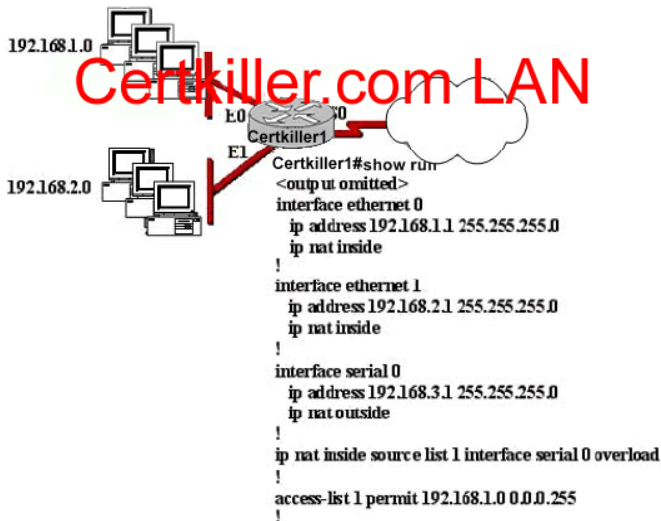 192.168.1.0
Certkiller.com LAN
E0
S0
Certkiller1
E1
Certkiller1#show run
192.168.2.0
<output omitted>
interface ethernet 0
ip address 192.168.1.1 255.255.255.0
ip nat inside
!
interface ethernet 1
ip address 192.168.2.1 255.255.255.0
ip nat inside
!
interface serial 0
ip address 192.168.3.1 255.255.255.0
ip nat outside
!
ip nat inside source list 1 interface serial 0 overload
!
access-list 1 permit 192.168.1.0 0.0.0.255
!